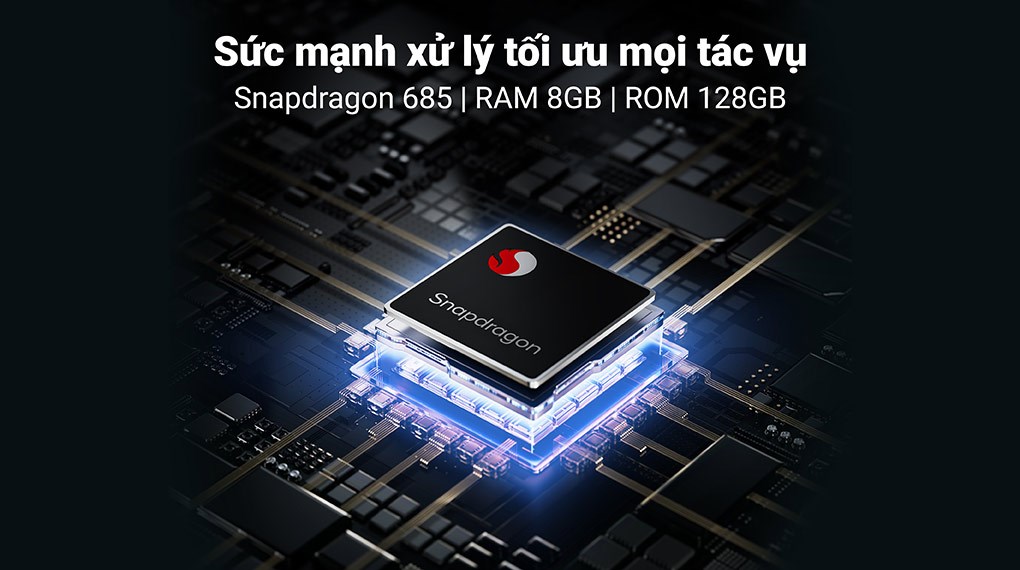 Sức mạnh xử lý tối ưu mọi tác vụ
Snapdragon 685 | RAM 8GB | ROM 128GB
Snapdragon